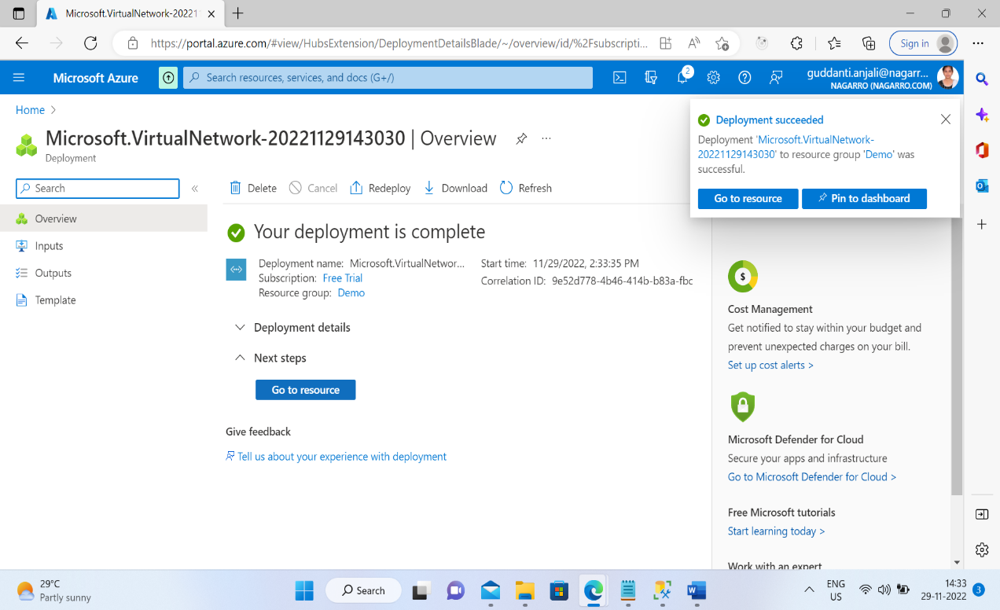 Microsoft.VirtualNetwork-20221
https://portal.azure.com/#view/HubsExtension/DeploymentDetailsBlade/~/overview/id/%2Fsubscripti...
Sign in
Microsoft Azure
Search resources, services, and docs (G+/)
2
guddanti.anjali@nagarr...
NAGARRO (NAGARRO.COM)
Home
Microsoft.VirtualNetwork-20221129143030 | Overview
Deployment
Deployment succeeded
Deployment 'Microsoft.VirtualNetwork-
20221129143030' to resource group 'Demo' was
successful.
Go to resource
Pin to dashboard
Search
Delete
Cancel
Redeploy
Download
Refresh
Overview
Inputs
Outputs
Template
Your deployment is complete
Deployment name: Microsoft.VirtualNetwor...
Subscription: Free Trial
Resource group: Demo
Start time: 11/29/2022, 2:33:35 PM
Correlation ID: 9e52d778-4b46-414b-b83a-fbc
Deployment details
Next steps
Go to resource
Give feedback
Tell us about your experience with deployment
Cost Management
Get notified to stay within your budget and
prevent unexpected charges on your bill.
Set up cost alerts >
Microsoft Defender for Cloud
Secure your apps and infrastructure
Go to Microsoft Defender for Cloud >
Free Microsoft tutorials
Start learning today >
Work with an expert
29°C
Partly sunny
Search
ENG
US
14:33
29-11-2022
3